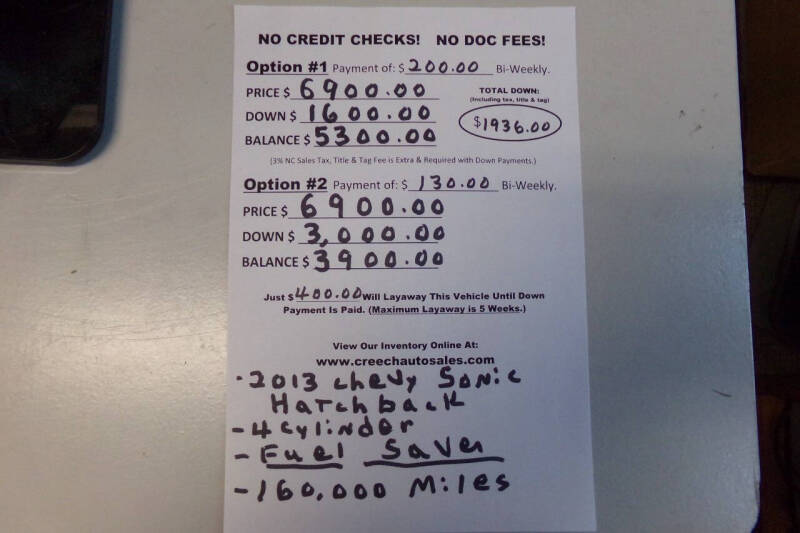 NO CREDIT CHECKS! NO DOC FEES!
Option #1 Payment of: $ 200.00 Bi-Weekly.
PRICE $ 6900.00
DOWN $ 1600.00
BALANCE $ 5300.00
TOTAL DOWN:
(Including tax, title & tag)
$1936.00
(3% NC Sales Tax, Title & Tag Fee is Extra & Required with Down Payments.)
Option #2 Payment of: $ 130.00 Bi-Weekly.
PRICE $ 6900.00
DOWN $ 3,000.00
BALANCE $ 3900.00
Just $400.00 Will Layaway This Vehicle Until Down
Payment Is Paid. (Maximum Layaway is 5 Weeks.)
View Our Inventory Online At:
www.creechautosales.com
- 2013 Chevy Sonic
Hatchback
- 4 cylinder
- Fuel Saver
- 160,000 Miles